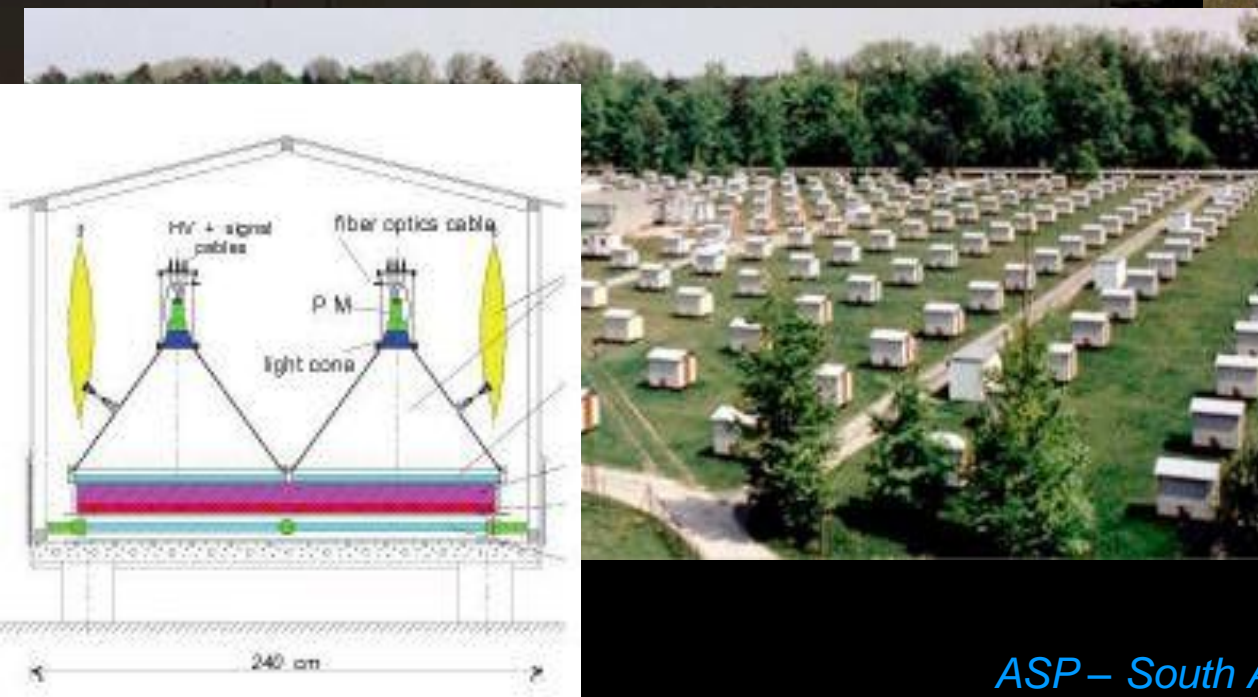 HV + signal
cables
fiber optics cable
P M
light cone
240 cm
ASP – South A